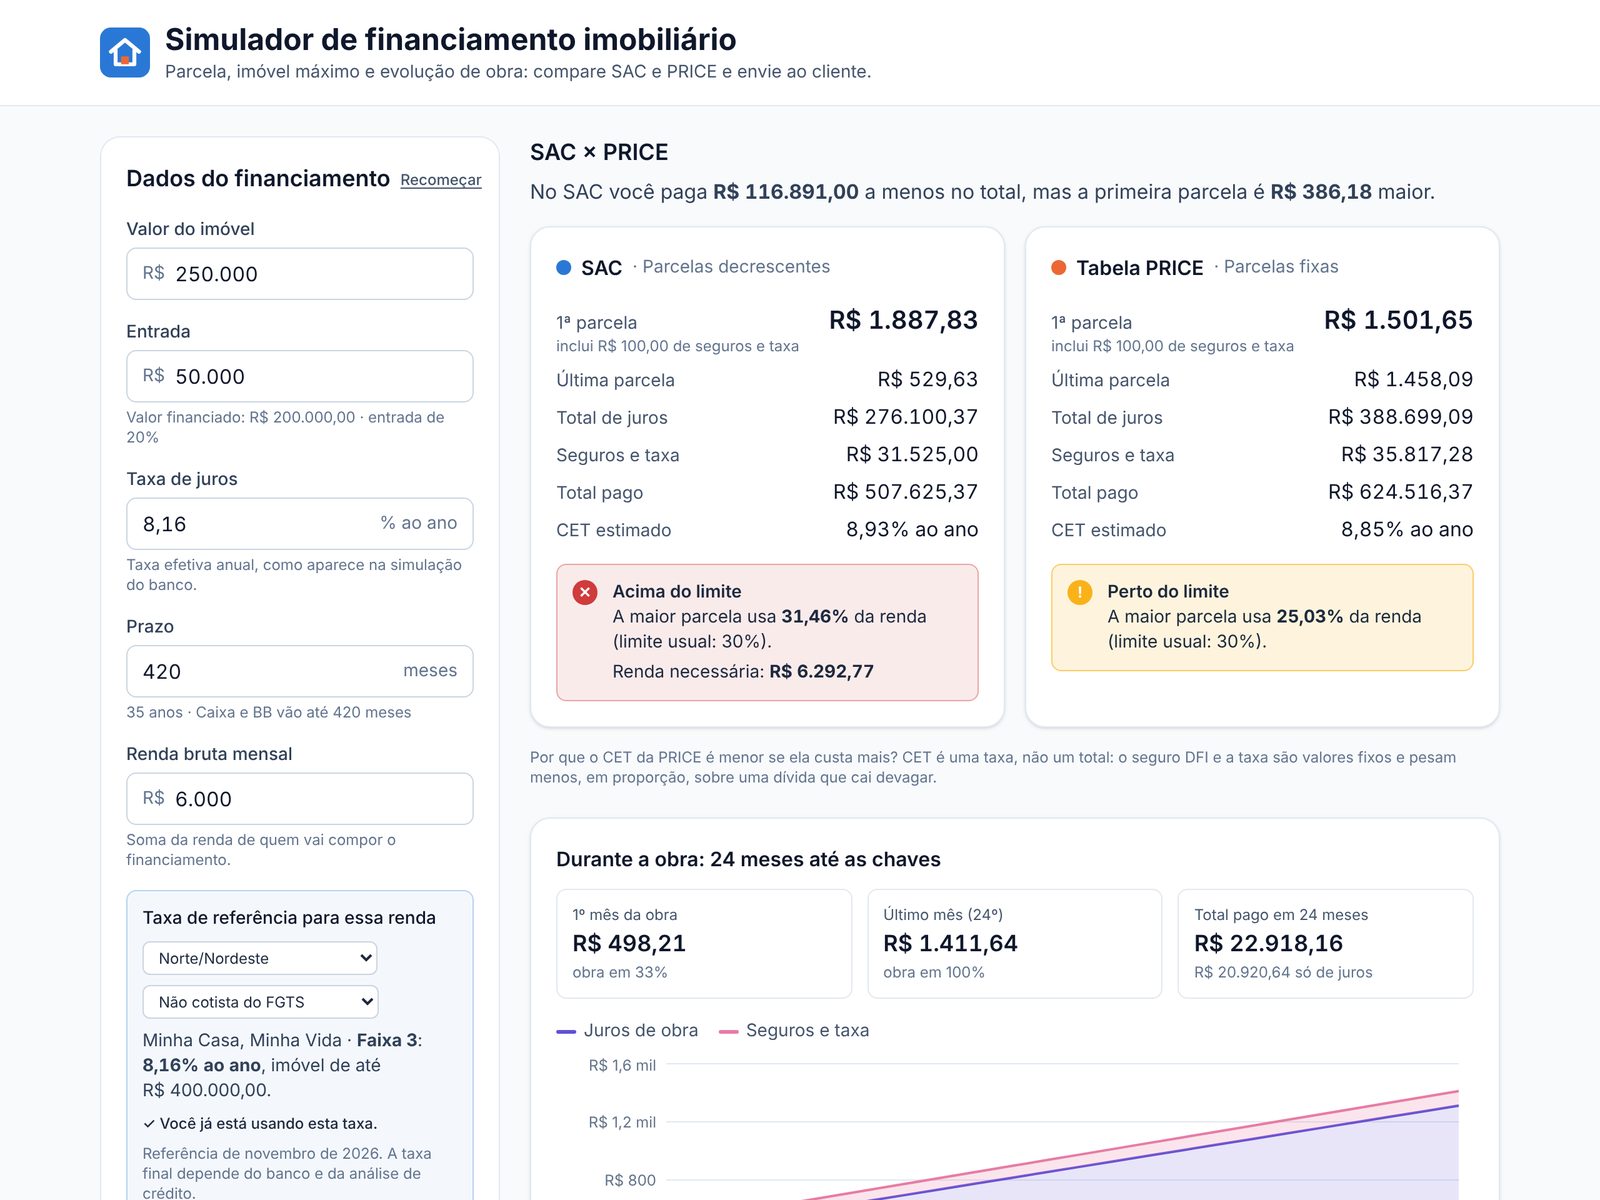 Simulador de financiamento imobiliário
Parcela, imóvel máximo e evolução de obra: compare SAC e PRICE e envie ao cliente.
Dados do financiamento Recomeçar
Valor do imóvel
R$ 250.000
Entrada
R$ 50.000
Valor financiado: R$ 200.000,00 · entrada de
20%
Taxa de juros
8,16 % ao ano
Taxa efetiva anual, como aparece na simulação
do banco.
Prazo
420 meses
35 anos · Caixa e BB vão até 420 meses
Renda bruta mensal
R$ 6.000
Soma da renda de quem vai compor o
financiamento.
Taxa de referência para essa renda
Norte/Nordeste
Não cotista do FGTS
Minha Casa, Minha Vida · Faixa 3:
8,16% ao ano, imóvel de até
R$ 400.000,00.
✓ Você já está usando esta taxa.
Referência de novembro de 2026. A taxa
final depende do banco e da análise de
crédito.
SAC × PRICE
No SAC você paga R$ 116.891,00 a menos no total, mas a primeira parcela é R$ 386,18 maior.
SAC · Parcelas decrescentes
1ª parcela R$ 1.887,83
inclui R$ 100,00 de seguros e taxa
Última parcela R$ 529,63
Total de juros R$ 276.100,37
Seguros e taxa R$ 31.525,00
Total pago R$ 507.625,37
CET estimado 8,93% ao ano
Acima do limite
A maior parcela usa 31,46% da renda
(limite usual: 30%).
Renda necessária: R$ 6.292,77
Tabela PRICE · Parcelas fixas
1ª parcela R$ 1.501,65
inclui R$ 100,00 de seguros e taxa
Última parcela R$ 1.458,09
Total de juros R$ 388.699,09
Seguros e taxa R$ 35.817,28
Total pago R$ 624.516,37
CET estimado 8,85% ao ano
Perto do limite
A maior parcela usa 25,03% da renda
(limite usual: 30%).
Por que o CET da PRICE é menor se ela custa mais? CET é uma taxa, não um total: o seguro DFI e a taxa são valores fixos e pesam
menos, em proporção, sobre uma dívida que cai devagar.
Durante a obra: 24 meses até as chaves
1º mês da obra
R$ 498,21
obra em 33%
Último mês (24º)
R$ 1.411,64
obra em 100%
Total pago em 24 meses
R$ 22.918,16
R$ 20.920,64 só de juros
Juros de obra Seguros e taxa
R$ 1,6 mil
R$ 1,2 mil
R$ 800